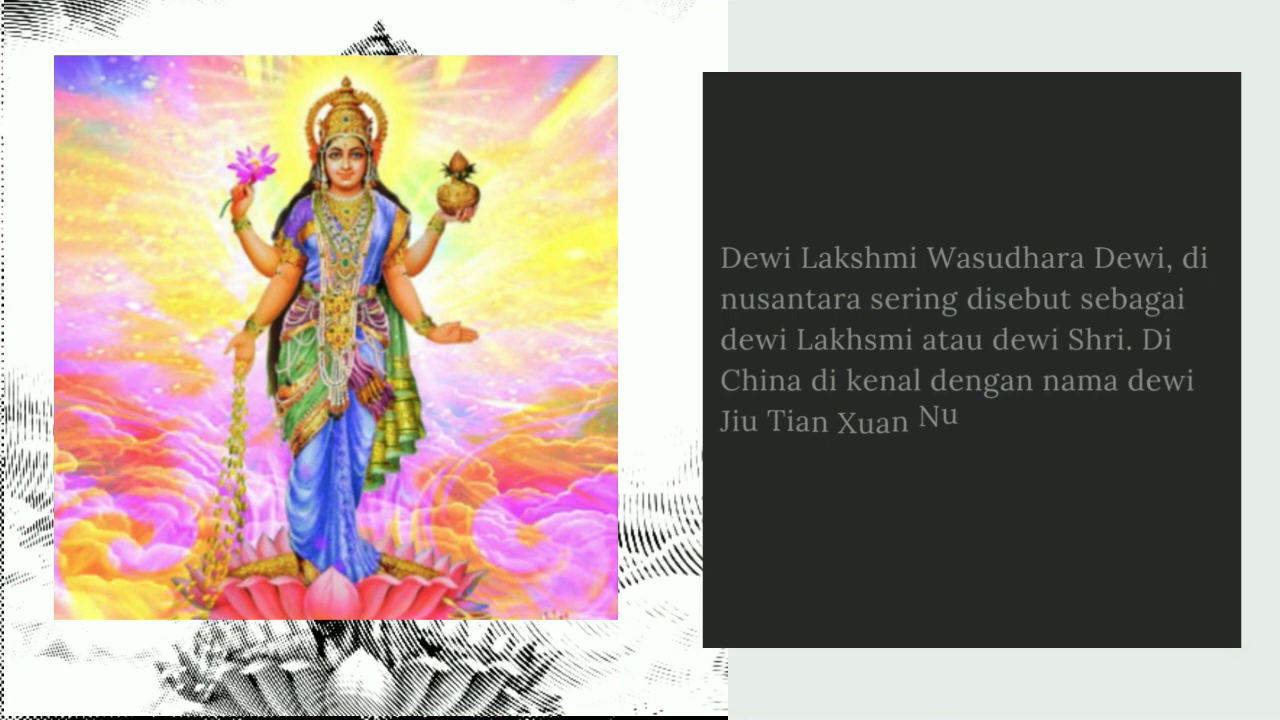 Dewi Lakshmi Wasudhara Dewi, di
nusantara sering disebut sebagai
dewi Lakhsmi atau dewi Shri. Di
China di kenal dengan nama dewi
Jiu Tian Xuan Nu